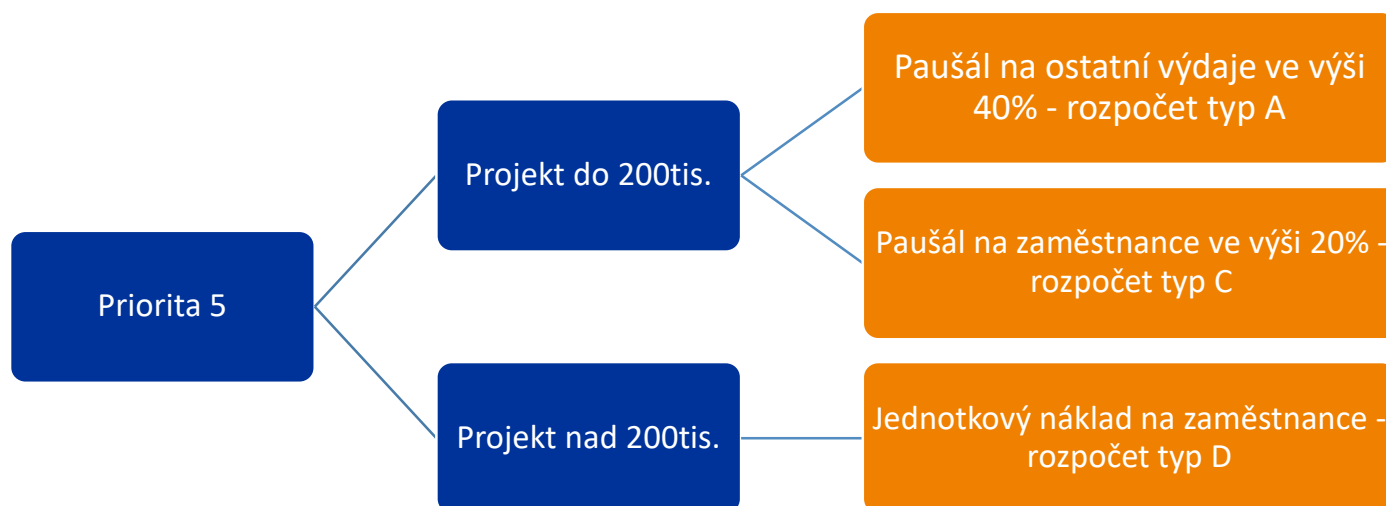 Paušál na ostatní výdaje ve výši
40% - rozpočet typ A
Projekt do 200tis.
Paušál na zaměstnance ve výši 20% -
rozpočet typ C
Priorita 5
Jednotkový náklad na zaměstnance -
rozpočet typ D
Projekt nad 200tis.